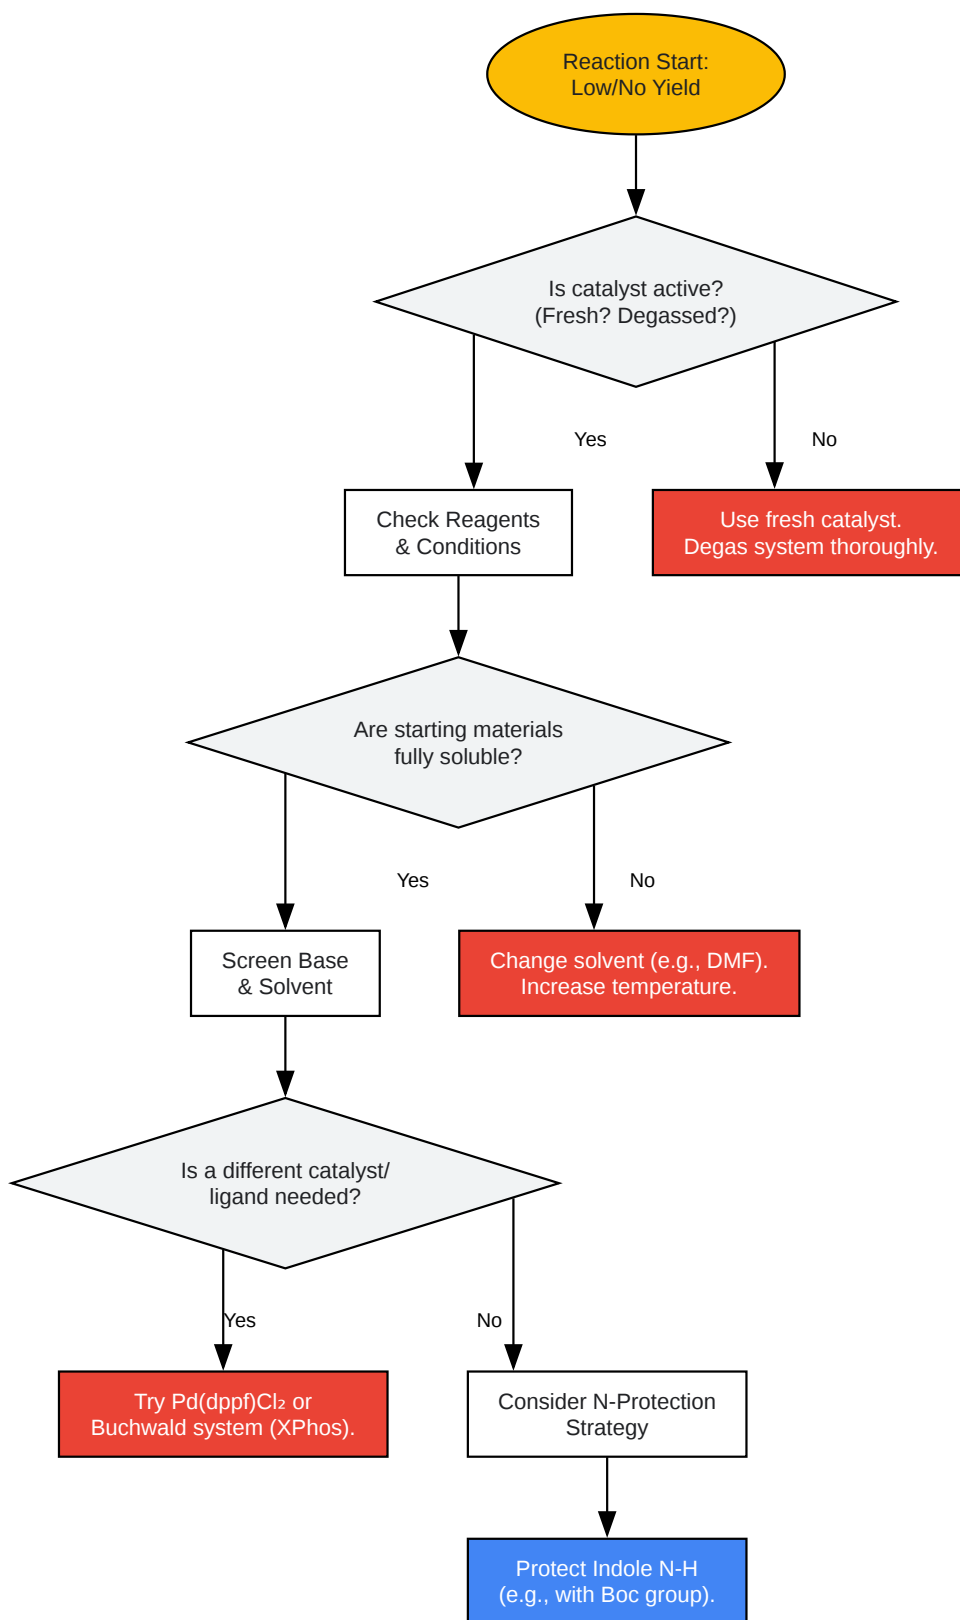 Reaction Start:
Low/No Yield
Is catalyst active?
(Fresh? Degassed?)
Yes
No
Check Reagents
& Conditions
Use fresh catalyst.
Degas system thoroughly.
Are starting materials
fully soluble?
Yes
No
Screen Base
& Solvent
Change solvent (e.g., DMF).
Increase temperature.
Is a different catalyst/
ligand needed?
Yes
No
Try Pd(dppf)Cl₂ or
Buchwald system (XPhos).
Consider N-Protection
Strategy
Protect Indole N-H
(e.g., with Boc group).